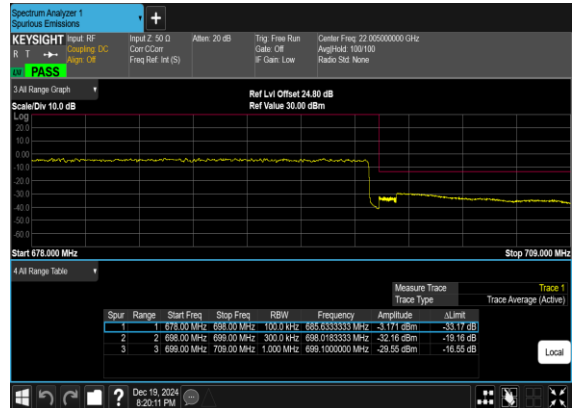 Spectrum Analyzer 1
Spurious Emissions
KEYSIGHT Input: RF Input Z: 50 Ω Atten: 20 dB Trig: Free Run Center Freq: 22.005000000 GHz
R T Coupling: DC Corr CCorr Gate: Off Avg|Hold: 100/100
Align: Off Freq Ref: Int (S) IF Gain: Low Radio Std: None
PASS
3 All Range Graph
Ref Lvl Offset 24.80 dB
Scale/Div 10.0 dB Ref Value 30.00 dBm
Log
20.0
10.0
0.00
-10.0
-20.0
-30.0
-40.0
-50.0
-60.0
Start 678.000 MHz Stop 709.000 MHz
4 All Range Table
Measure Trace Trace 1
Trace Type Trace Average (Active)
Spur Range Start Freq Stop Freq RBW Frequency Amplitude ΔLimit
1 1 678.00 MHz 698.00 MHz 100.0 kHz 685.6333333 MHz -3.171 dBm -33.17 dB
2 2 698.00 MHz 699.00 MHz 300.0 kHz 698.0183333 MHz -32.16 dBm -19.16 dB
3 3 699.00 MHz 709.00 MHz 1.000 MHz 699.1000000 MHz -29.55 dBm -16.55 dB
Local
? Dec 19, 2024
8:20:11 PM